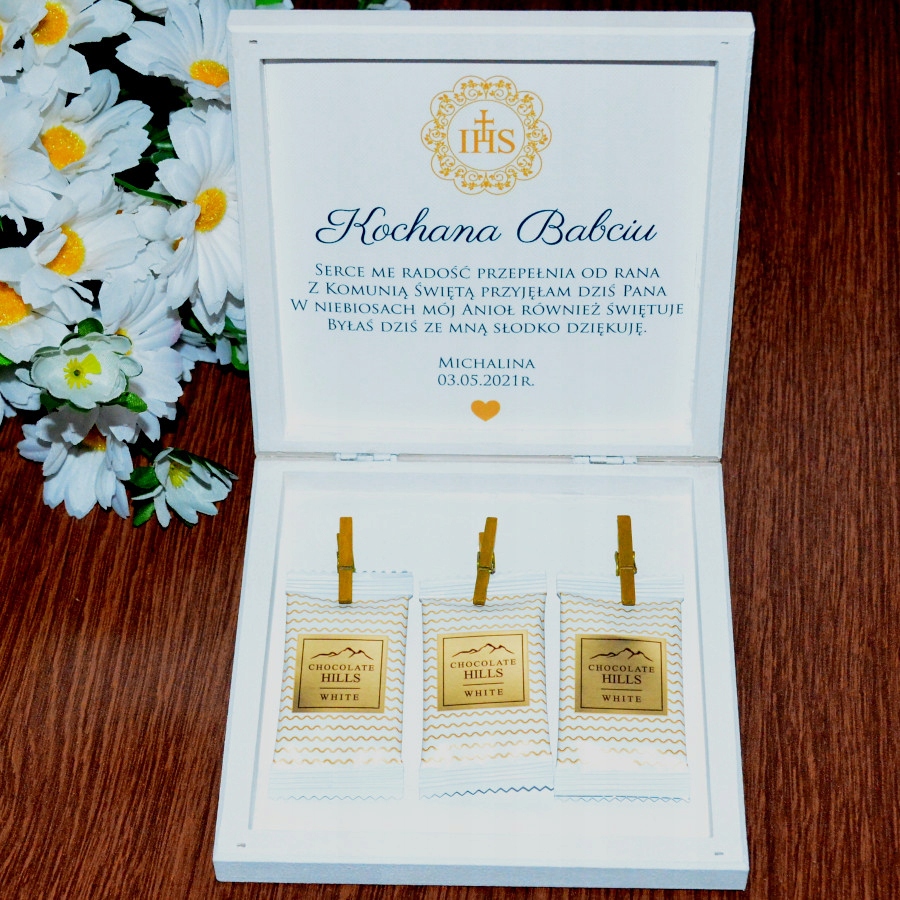 IHS
Kochana Babciu
Serce me radość przepełnia od rana
Z Komunią Świętą przyjęłam dziś Pana
W niebiosach mój Anioł również świętuje
Byłaś dziś ze mną słodko dziękuję.
Michalina
03.05.2021r.
CHOCOLATE
HILLS
WHITE
CHOCOLATE
HILLS
WHITE
CHOCOLATE
HILLS
WHITE